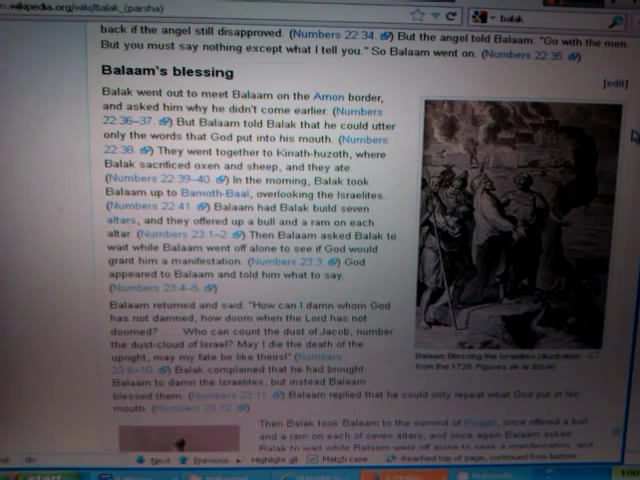 n.wikipedia.org/wiki/Balak_(parsha)
balak
back if the angel still disapproved. (Numbers 22:34.) But the angel told Balaam: "Go with the men.
But you must say nothing except what I tell you." So Balaam went on. (Numbers 22:35.)
Balaam's blessing
[edit]
Balak went out to meet Balaam on the Arnon border,
and asked him why he didn't come earlier. (Numbers
22:36–37.) But Balaam told Balak that he could utter
only the words that God put into his mouth. (Numbers
22:38.) They went together to Kiriath-huzoth, where
Balak sacrificed oxen and sheep, and they ate.
(Numbers 22:39–40.) In the morning, Balak took
Balaam up to Bamoth-Baal, overlooking the Israelites.
(Numbers 22:41.) Balaam had Balak build seven
altars, and they offered up a bull and a ram on each
altar. (Numbers 23:1–2.) Then Balaam asked Balak to
wait while Balaam went off alone to see if God would
grant him a manifestation. (Numbers 23:3.) God
appeared to Balaam and told him what to say.
(Numbers 23:4–5.)
Balaam returned and said: "How can I damn whom God
has not damned, how doom when the Lord has not
doomed? . . . Who can count the dust of Jacob, number
the dust-cloud of Israel? May I die the death of the
upright, may my fate be like theirs!" (Numbers
23:6–10.) Balak complained that he had brought
Balaam to damn the Israelites, but instead Balaam
blessed them. (Numbers 23:11.) Balaam replied that he could only repeat what God put in his
mouth. (Numbers 23:12.)
Balaam Blessing the Israelites (illustration
from the 1728 Figures de la Bible)
Then Balak took Balaam to the summit of Pisgah, once offered a bull
and a ram on each of seven altars, and once again Balaam asked
Balak to wait while Balaam went off alone to seek a manifestation, and
div
Next Previous Highlight all Match case Reached top of page, continued from bottom
start